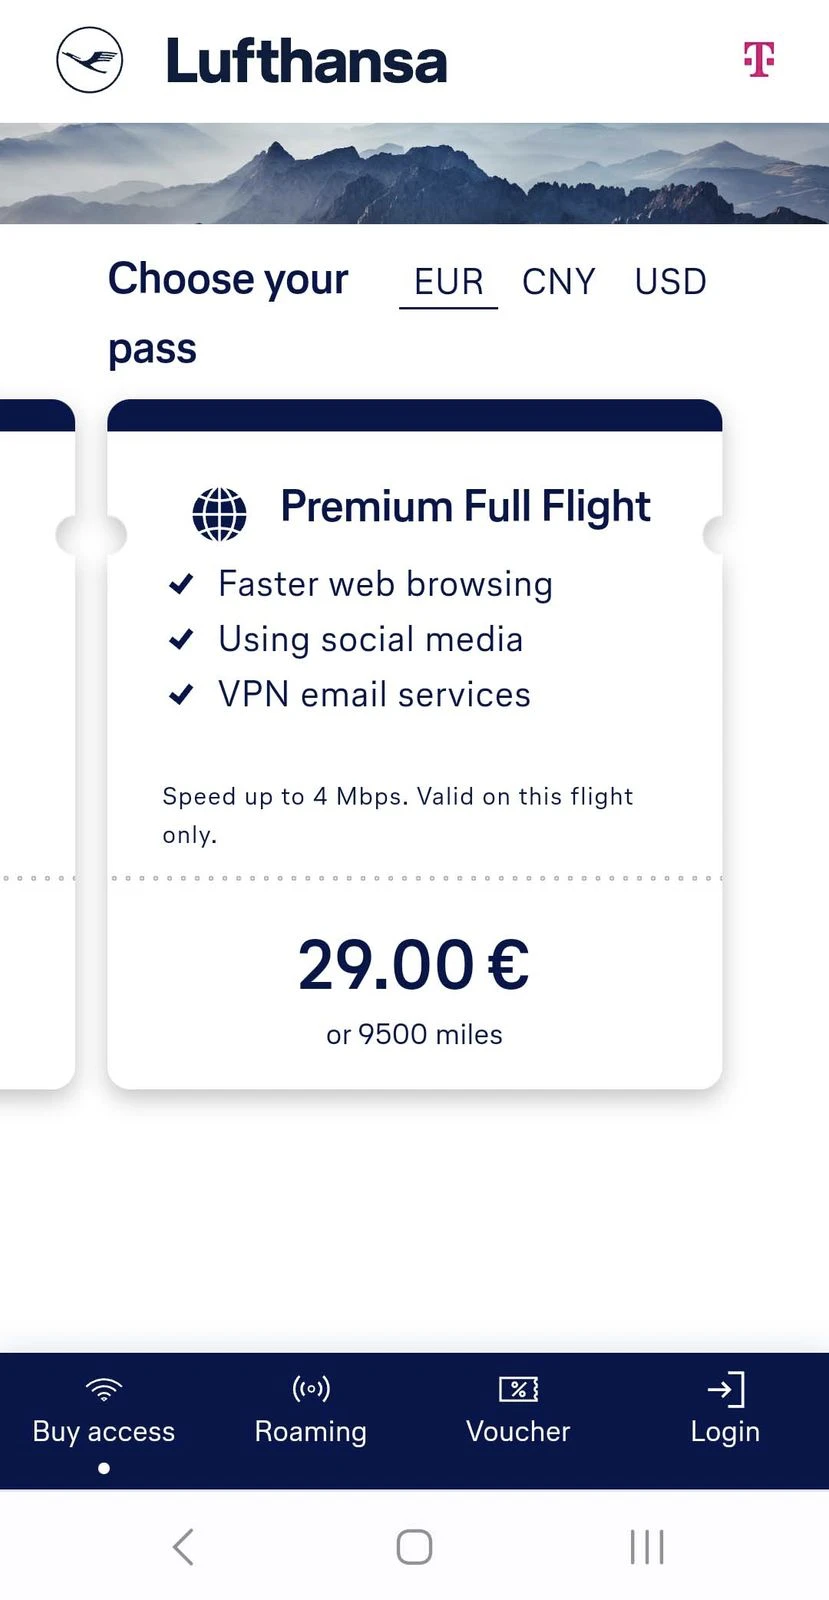 Lufthansa
T
Choose your
pass
EUR CNY USD
Premium Full Flight
Faster web browsing
Using social media
VPN email services
Speed up to 4 Mbps. Valid on this flight
only.
29.00 €
or 9500 miles
Buy access Roaming Voucher Login